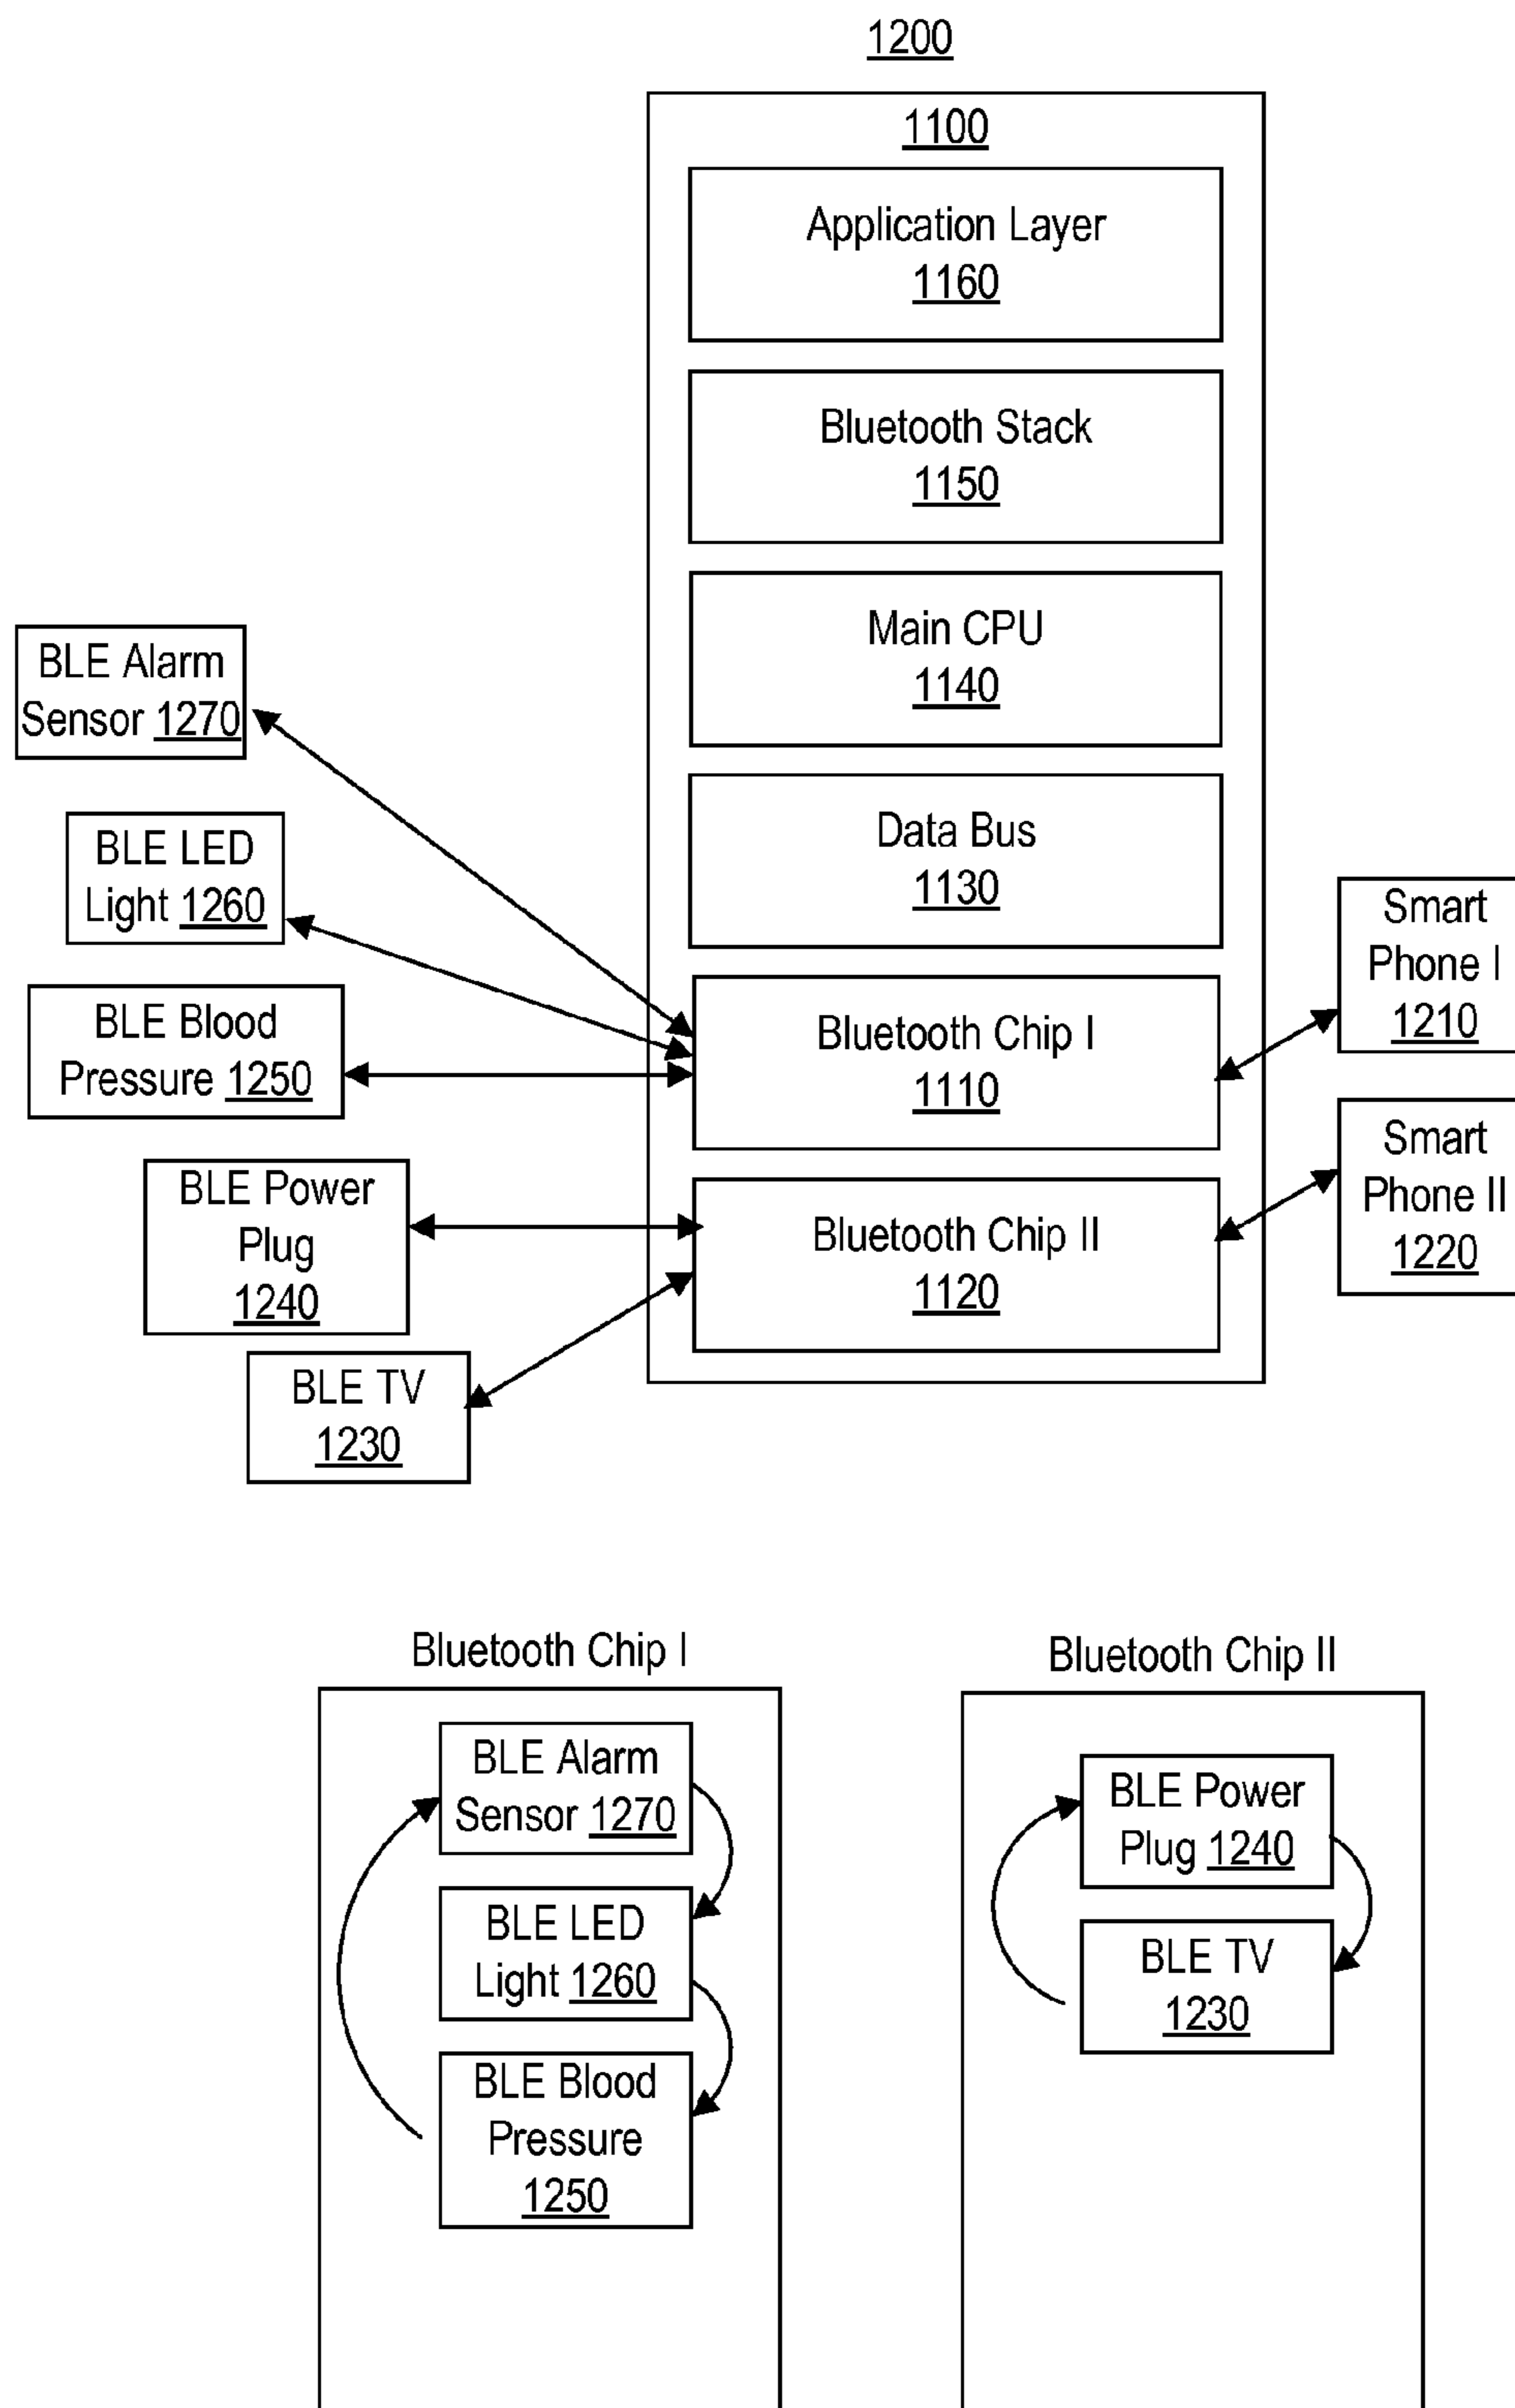 1200
1100
Application Layer
1160
Bluetooth Stack
1150
Main CPU
1140
Data Bus
1130
Bluetooth Chip I
1110
Bluetooth Chip II
1120
BLE Alarm
Sensor 1270
BLE LED
Light 1260
BLE Blood
Pressure 1250
BLE Power
Plug
1240
BLE TV
1230
Smart
Phone I
1210
Smart
Phone II
1220
Bluetooth Chip I
BLE Alarm
Sensor 1270
BLE LED
Light 1260
BLE Blood
Pressure
1250
Bluetooth Chip II
BLE Power
Plug 1240
BLE TV
1230